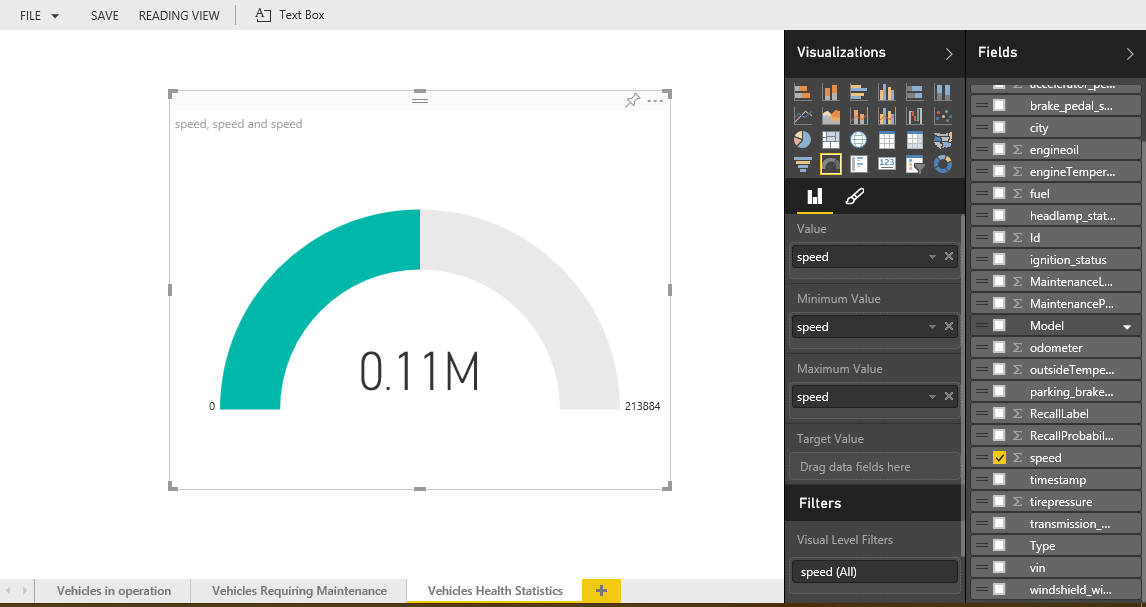 FILE SAVE READING VIEW Text Box
speed, speed and speed
0.11M
0
213884
Vehicles in operation Vehicles Requiring Maintenance Vehicles Health Statistics +
Visualizations
123
Value
speed
Minimum Value
speed
Maximum Value
speed
Target Value
Drag data fields here
Filters
Visual Level Filters
speed (All)
Fields
accelerator_pe...
brake_pedal_s...
city
engineoil
engineTemper...
fuel
headlamp_stat...
Id
ignition_status
MaintenanceL...
MaintenanceP...
Model
odometer
outsideTempe...
parking_brake...
RecallLabel
RecallProbabil...
speed
timestamp
tirepressure
transmission_...
Type
vin
windshield_wi...